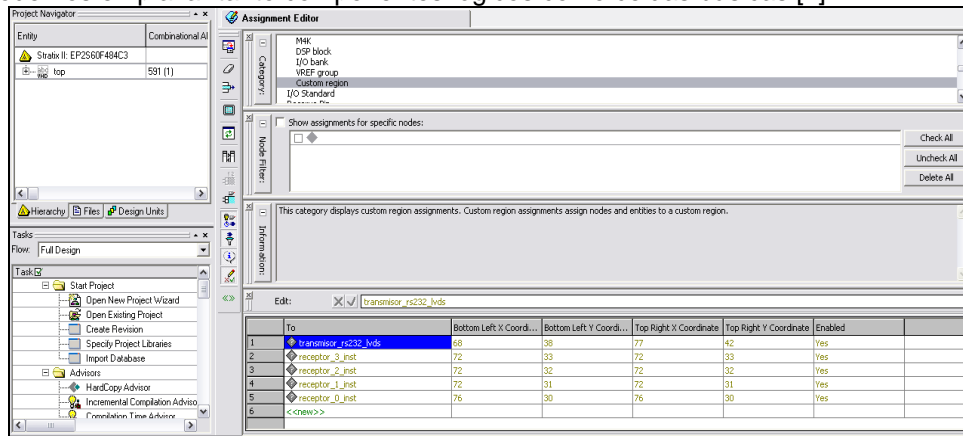 Project Navigator
Entity
Combinational Al
Stratix II: EP2S60F484C3
top
591 (1)
Hierarchy
Files
Design Units
Tasks
Flow:
Full Design
Task
Start Project
Open New Project Wizard
Open Existing Project
Create Revision
Specify Project Libraries
Import Database
Advisors
HardCopy Advisor
Incremental Compilation Adviso
Compilation Time Advisor
Assignment Editor
Category:
M4K
DSP block
I/O bank
VREF group
Custom region
I/O Standard
Node Filter:
Show assignments for specific nodes:
Check All
Uncheck All
Delete All
Information:
This category displays custom region assignments. Custom region assignments assign nodes and entities to a custom region.
Edit:
transmisor_rs232_lvds
To Bottom Left X Coordi... Bottom Left Y Coordi... Top Right X Coordinate Top Right Y Coordinate Enabled
1 transmisor_rs232_lvds 68 38 77 42 Yes
2 receptor_3_inst 72 33 72 33 Yes
3 receptor_2_inst 72 32 72 32 Yes
4 receptor_1_inst 72 31 72 31 Yes
5 receptor_0_inst 76 30 76 30 Yes
6 <<new>>